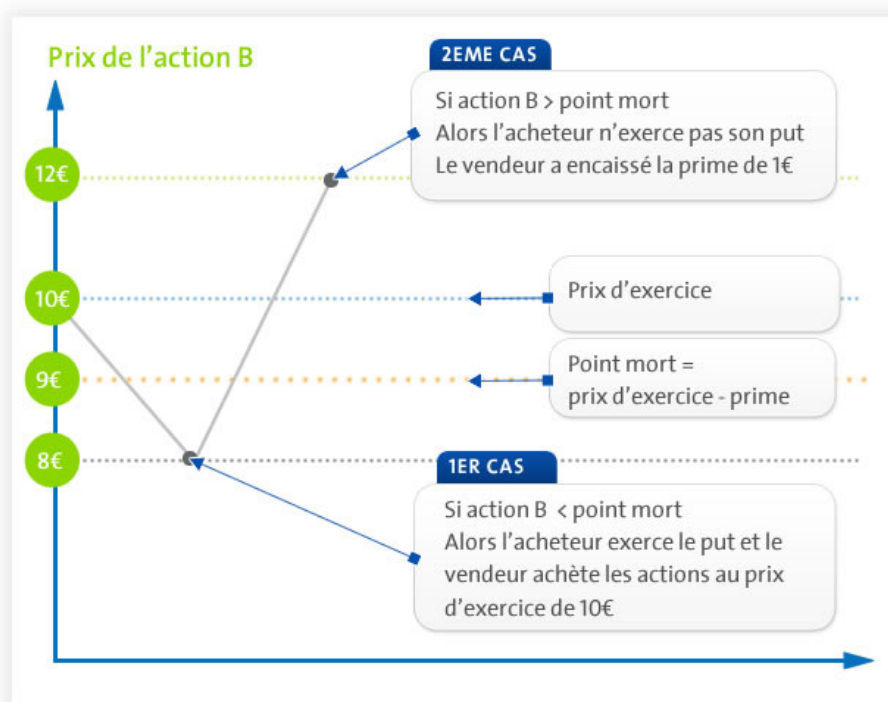 Prix de l'action B
2EME CAS
Si action B > point mort
Alors l'acheteur n'exerce pas son put
Le vendeur a encaissé la prime de 1€
12€
10€
Prix d'exercice
9€
Point mort =
prix d'exercice - prime
8€
1ER CAS
Si action B < point mort
Alors l'acheteur exerce le put et le
vendeur achète les actions au prix
d'exercice de 10€